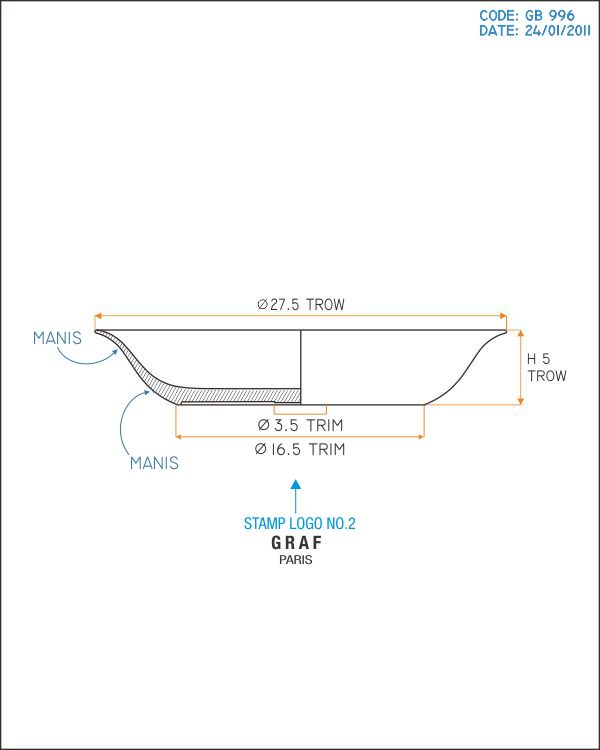 CODE: GB 996
DATE: 24/01/2011
Ø 27.5 TROW
MANIS
H 5
TROW
Ø 3.5 TRIM
Ø 16.5 TRIM
MANIS
STAMP LOGO NO.2
GRAF
PARIS